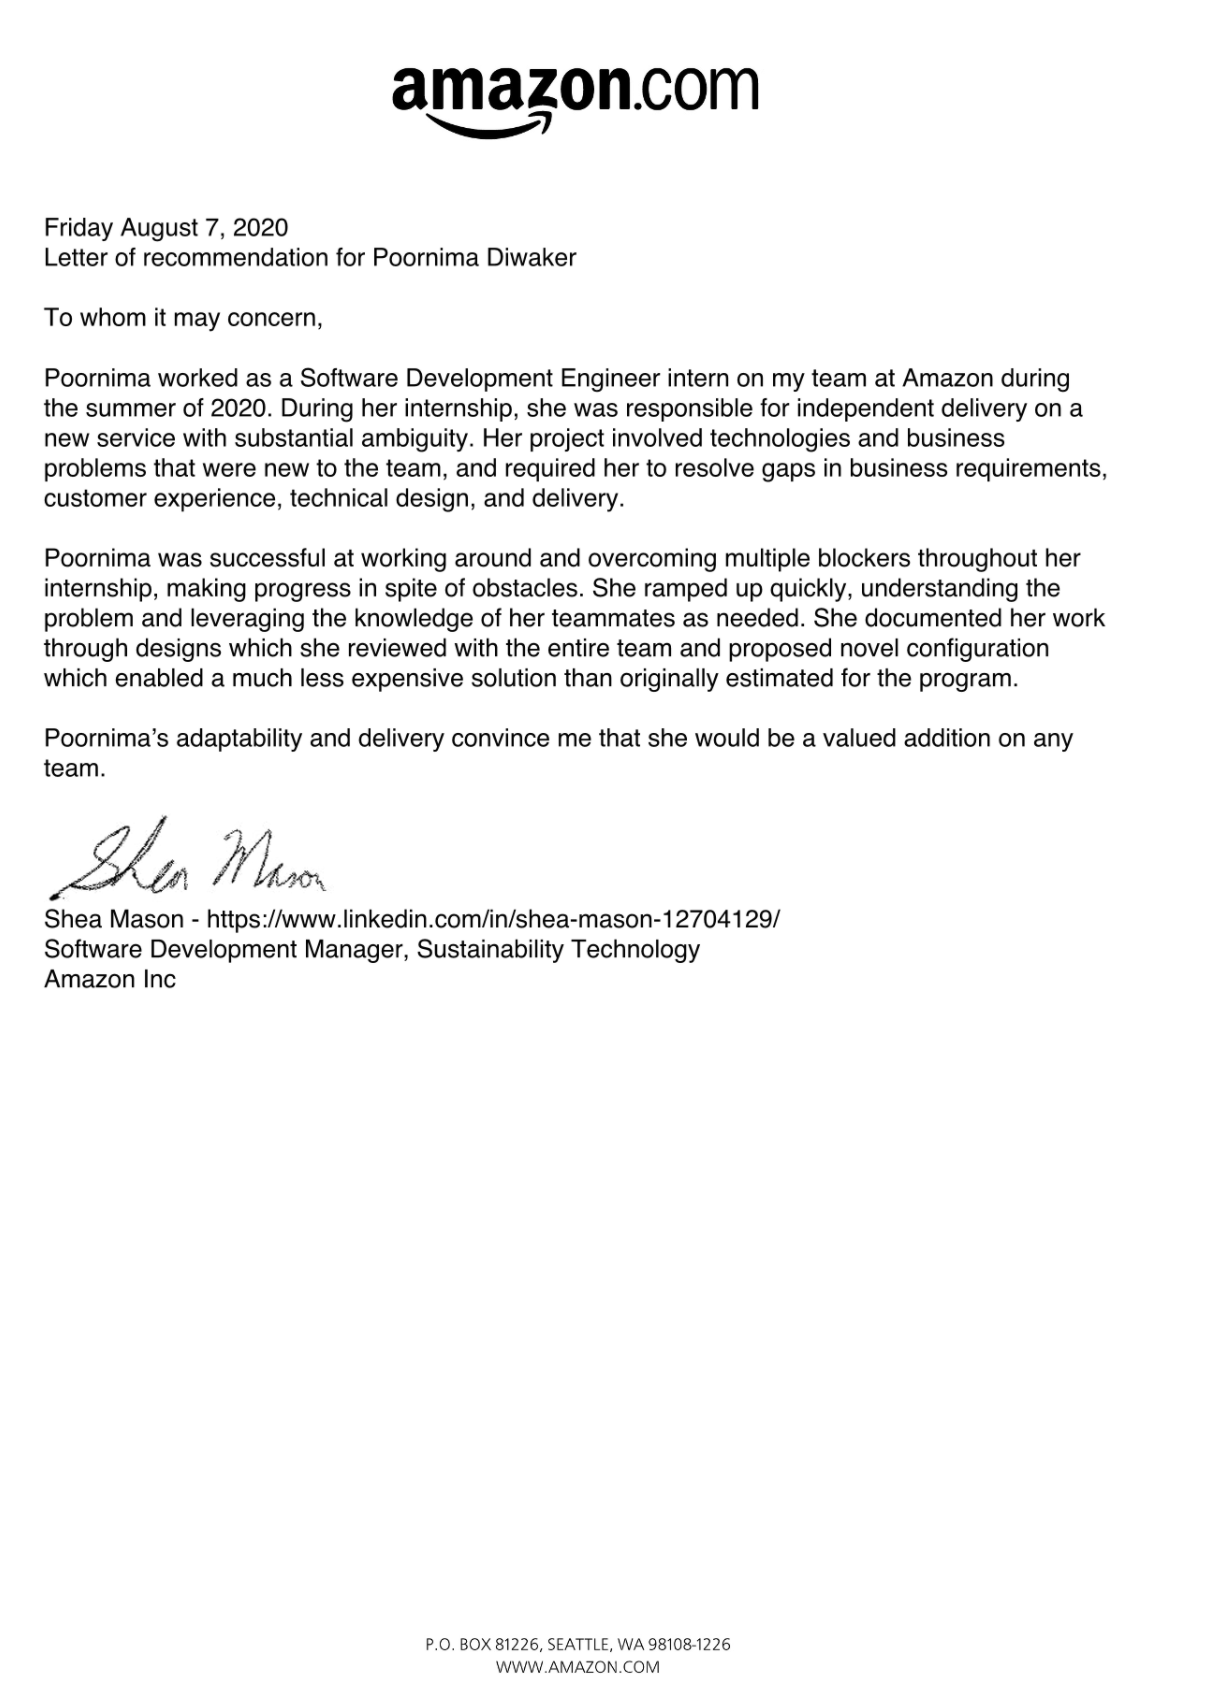 amazon.com
Friday August 7, 2020
Letter of recommendation for Poornima Diwaker
To whom it may concern,
Poornima worked as a Software Development Engineer intern on my team at Amazon during
the summer of 2020. During her internship, she was responsible for independent delivery on a
new service with substantial ambiguity. Her project involved technologies and business
problems that were new to the team, and required her to resolve gaps in business requirements,
customer experience, technical design, and delivery.
Poornima was successful at working around and overcoming multiple blockers throughout her
internship, making progress in spite of obstacles. She ramped up quickly, understanding the
problem and leveraging the knowledge of her teammates as needed. She documented her work
through designs which she reviewed with the entire team and proposed novel configuration
which enabled a much less expensive solution than originally estimated for the program.
Poornima’s adaptability and delivery convince me that she would be a valued addition on any
team.
Shea Mason
Shea Mason - https://www.linkedin.com/in/shea-mason-12704129/
Software Development Manager, Sustainability Technology
Amazon Inc
P.O. BOX 81226, SEATTLE, WA 98108-1226
WWW.AMAZON.COM